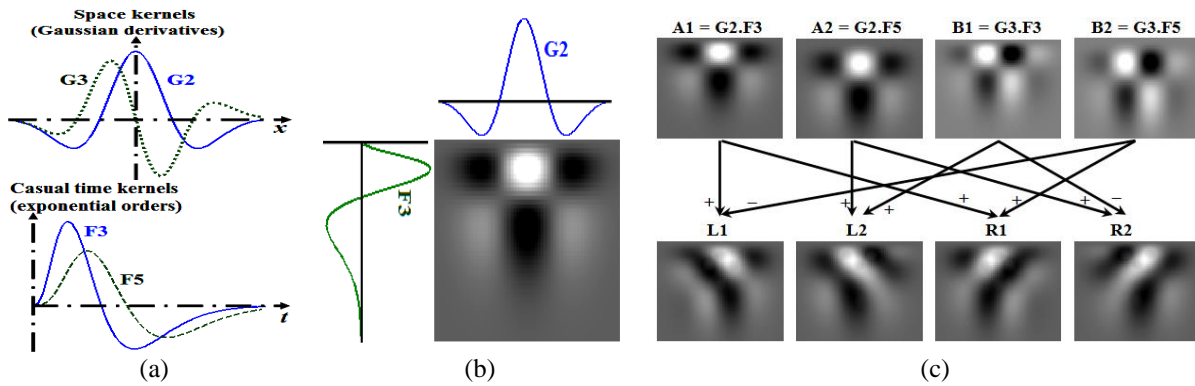 Space kernels
(Gaussian derivatives)
G3
G2
x
Casual time kernels
(exponential orders)
F3
F5
t
(a)
G2
F3
(b)
A1 = G2.F3 A2 = G2.F5 B1 = G3.F3 B2 = G3.F5
+ − + + + + + −
L1 L2 R1 R2
(c)